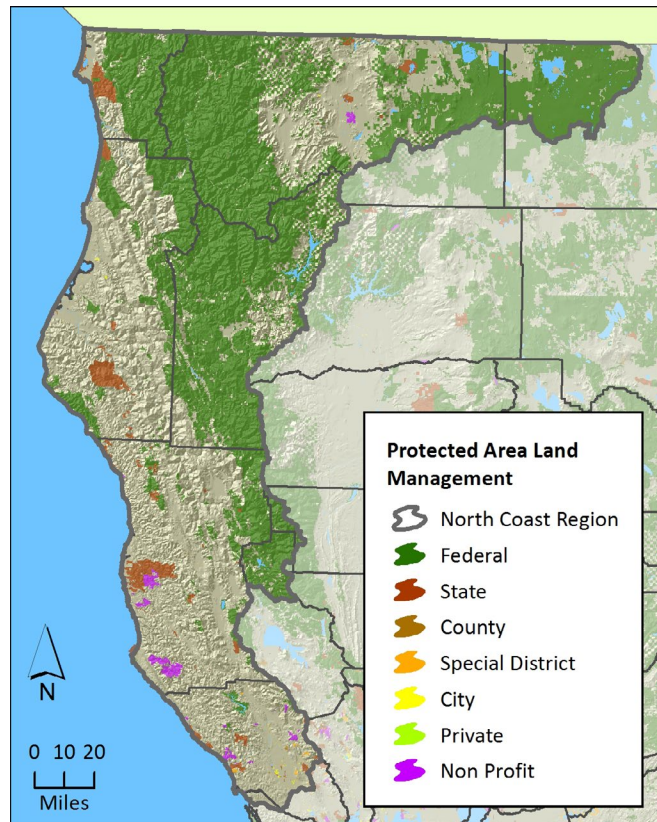 Protected Area Land
Management
North Coast Region
Federal
State
County
Special District
City
Private
Non Profit
N
0 10 20
Miles